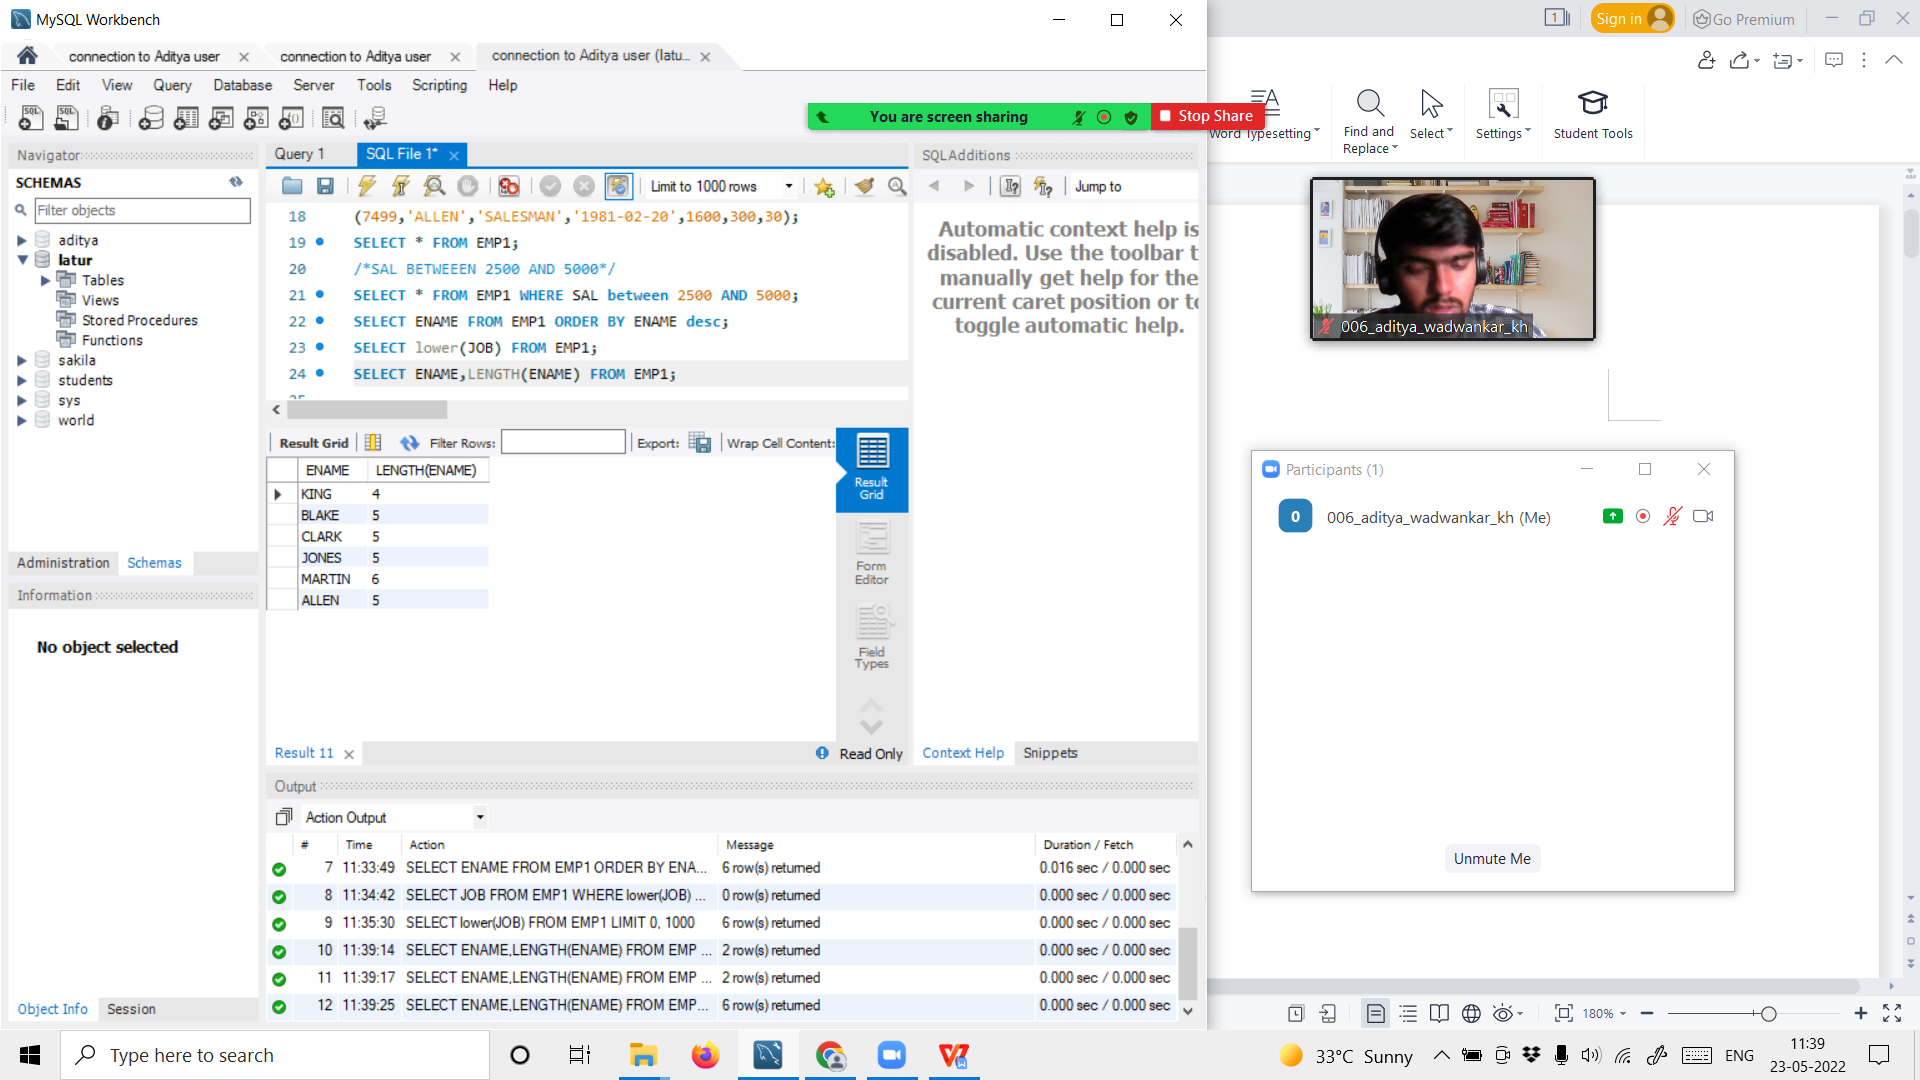 MySQL Workbench
connection to Aditya user
connection to Aditya user
connection to Aditya user (latu...
File Edit View Query Database Server Tools Scripting Help
You are screen sharing
Stop Share
Navigator
SCHEMAS
Filter objects
aditya
latur
Tables
Views
Stored Procedures
Functions
sakila
students
sys
world
Administration Schemas
Information
No object selected
Object Info Session
Query 1 SQL File 1*
Limit to 1000 rows
18 (7499,'ALLEN','SALESMAN','1981-02-20',1600,300,30);
19 SELECT * FROM EMP1;
20 /*SAL BETWEEEN 2500 AND 5000*/
21 SELECT * FROM EMP1 WHERE SAL between 2500 AND 5000;
22 SELECT ENAME FROM EMP1 ORDER BY ENAME desc;
23 SELECT lower(JOB) FROM EMP1;
24 SELECT ENAME,LENGTH(ENAME) FROM EMP1;
Result Grid Filter Rows: Export: Wrap Cell Content:
ENAME LENGTH(ENAME)
KING 4
BLAKE 5
CLARK 5
JONES 5
MARTIN 6
ALLEN 5
Result
Grid
Form
Editor
Field
Types
Result 11 Read Only
SQLAdditions
Jump to
Automatic context help is
disabled. Use the toolbar t
manually get help for the
current caret position or to
toggle automatic help.
Context Help Snippets
Output
Action Output
# Time Action Message Duration / Fetch
7 11:33:49 SELECT ENAME FROM EMP1 ORDER BY ENA... 6 row(s) returned 0.016 sec / 0.000 sec
8 11:34:42 SELECT JOB FROM EMP1 WHERE lower(JOB) ... 0 row(s) returned 0.000 sec / 0.000 sec
9 11:35:30 SELECT lower(JOB) FROM EMP1 LIMIT 0, 1000 6 row(s) returned 0.000 sec / 0.000 sec
10 11:39:14 SELECT ENAME,LENGTH(ENAME) FROM EMP ... 2 row(s) returned 0.000 sec / 0.000 sec
11 11:39:17 SELECT ENAME,LENGTH(ENAME) FROM EMP ... 2 row(s) returned 0.000 sec / 0.000 sec
12 11:39:25 SELECT ENAME,LENGTH(ENAME) FROM EMP... 6 row(s) returned 0.000 sec / 0.000 sec
1 Sign in Go Premium
Word Typesetting
Find and
Replace
Select
Settings
Student Tools
006_aditya_wadwankar_kh
Participants (1)
0 006_aditya_wadwankar_kh (Me)
Unmute Me
180%
Type here to search
33°C Sunny
ENG
11:39
23-05-2022